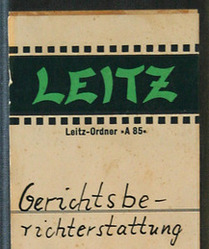 LEITZ
Leitz-Ordner •A 85•
Gerichtsbe-
richterstattung